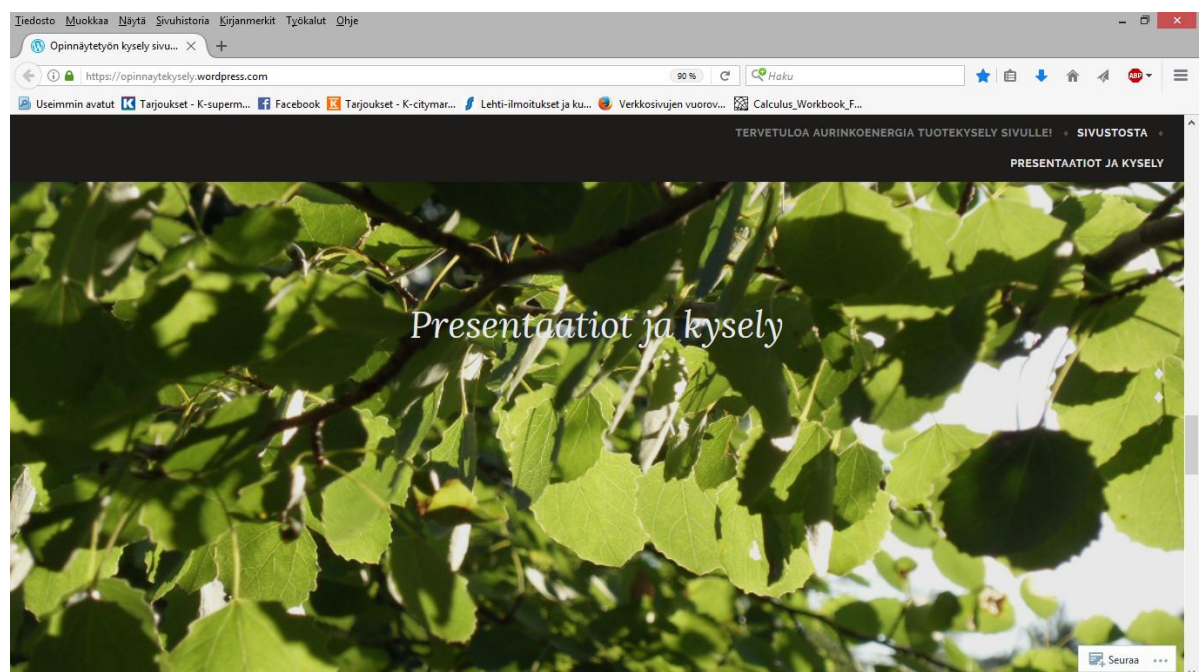 Tiedosto Muokkaa Näytä Sivuhistoria Kirjanmerkit Työkalut Ohje
Opinnäytetyön kysely sivu...
https://opinnaytekysely.wordpress.com 90 % Haku ABP
Useimmin avatut Tarjoukset - K-superm... Facebook Tarjoukset - K-citymar... Lehti-ilmoitukset ja ku... Verkkosivujen vuorov... Calculus_Workbook_F...
TERVETULOA AURINKOENERGIA TUOTEKYSELY SIVULLE! SIVUSTOSTA
PRESENTAATIOT JA KYSELY
Presentaatiot ja kysely
Seuraa